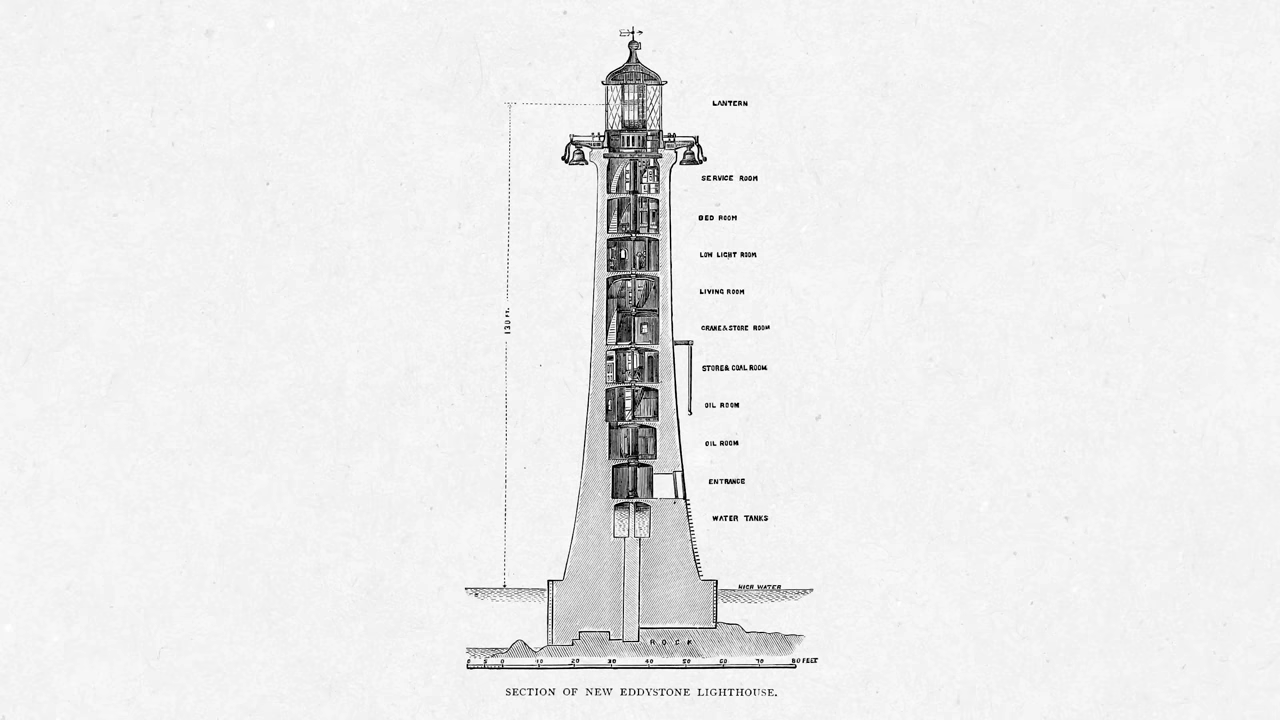 LANTERN
SERVICE ROOM
BED ROOM
LOW LIGHT ROOM
LIVING ROOM
130 FT.
CRANE & STORE ROOM
STORE & COAL ROOM
OIL ROOM
OIL ROOM
ENTRANCE
WATER TANKS
HIGH WATER
ROCK
0 5 0 10 20 30 40 50 60 70 80 FEET
SECTION OF NEW EDDYSTONE LIGHTHOUSE.